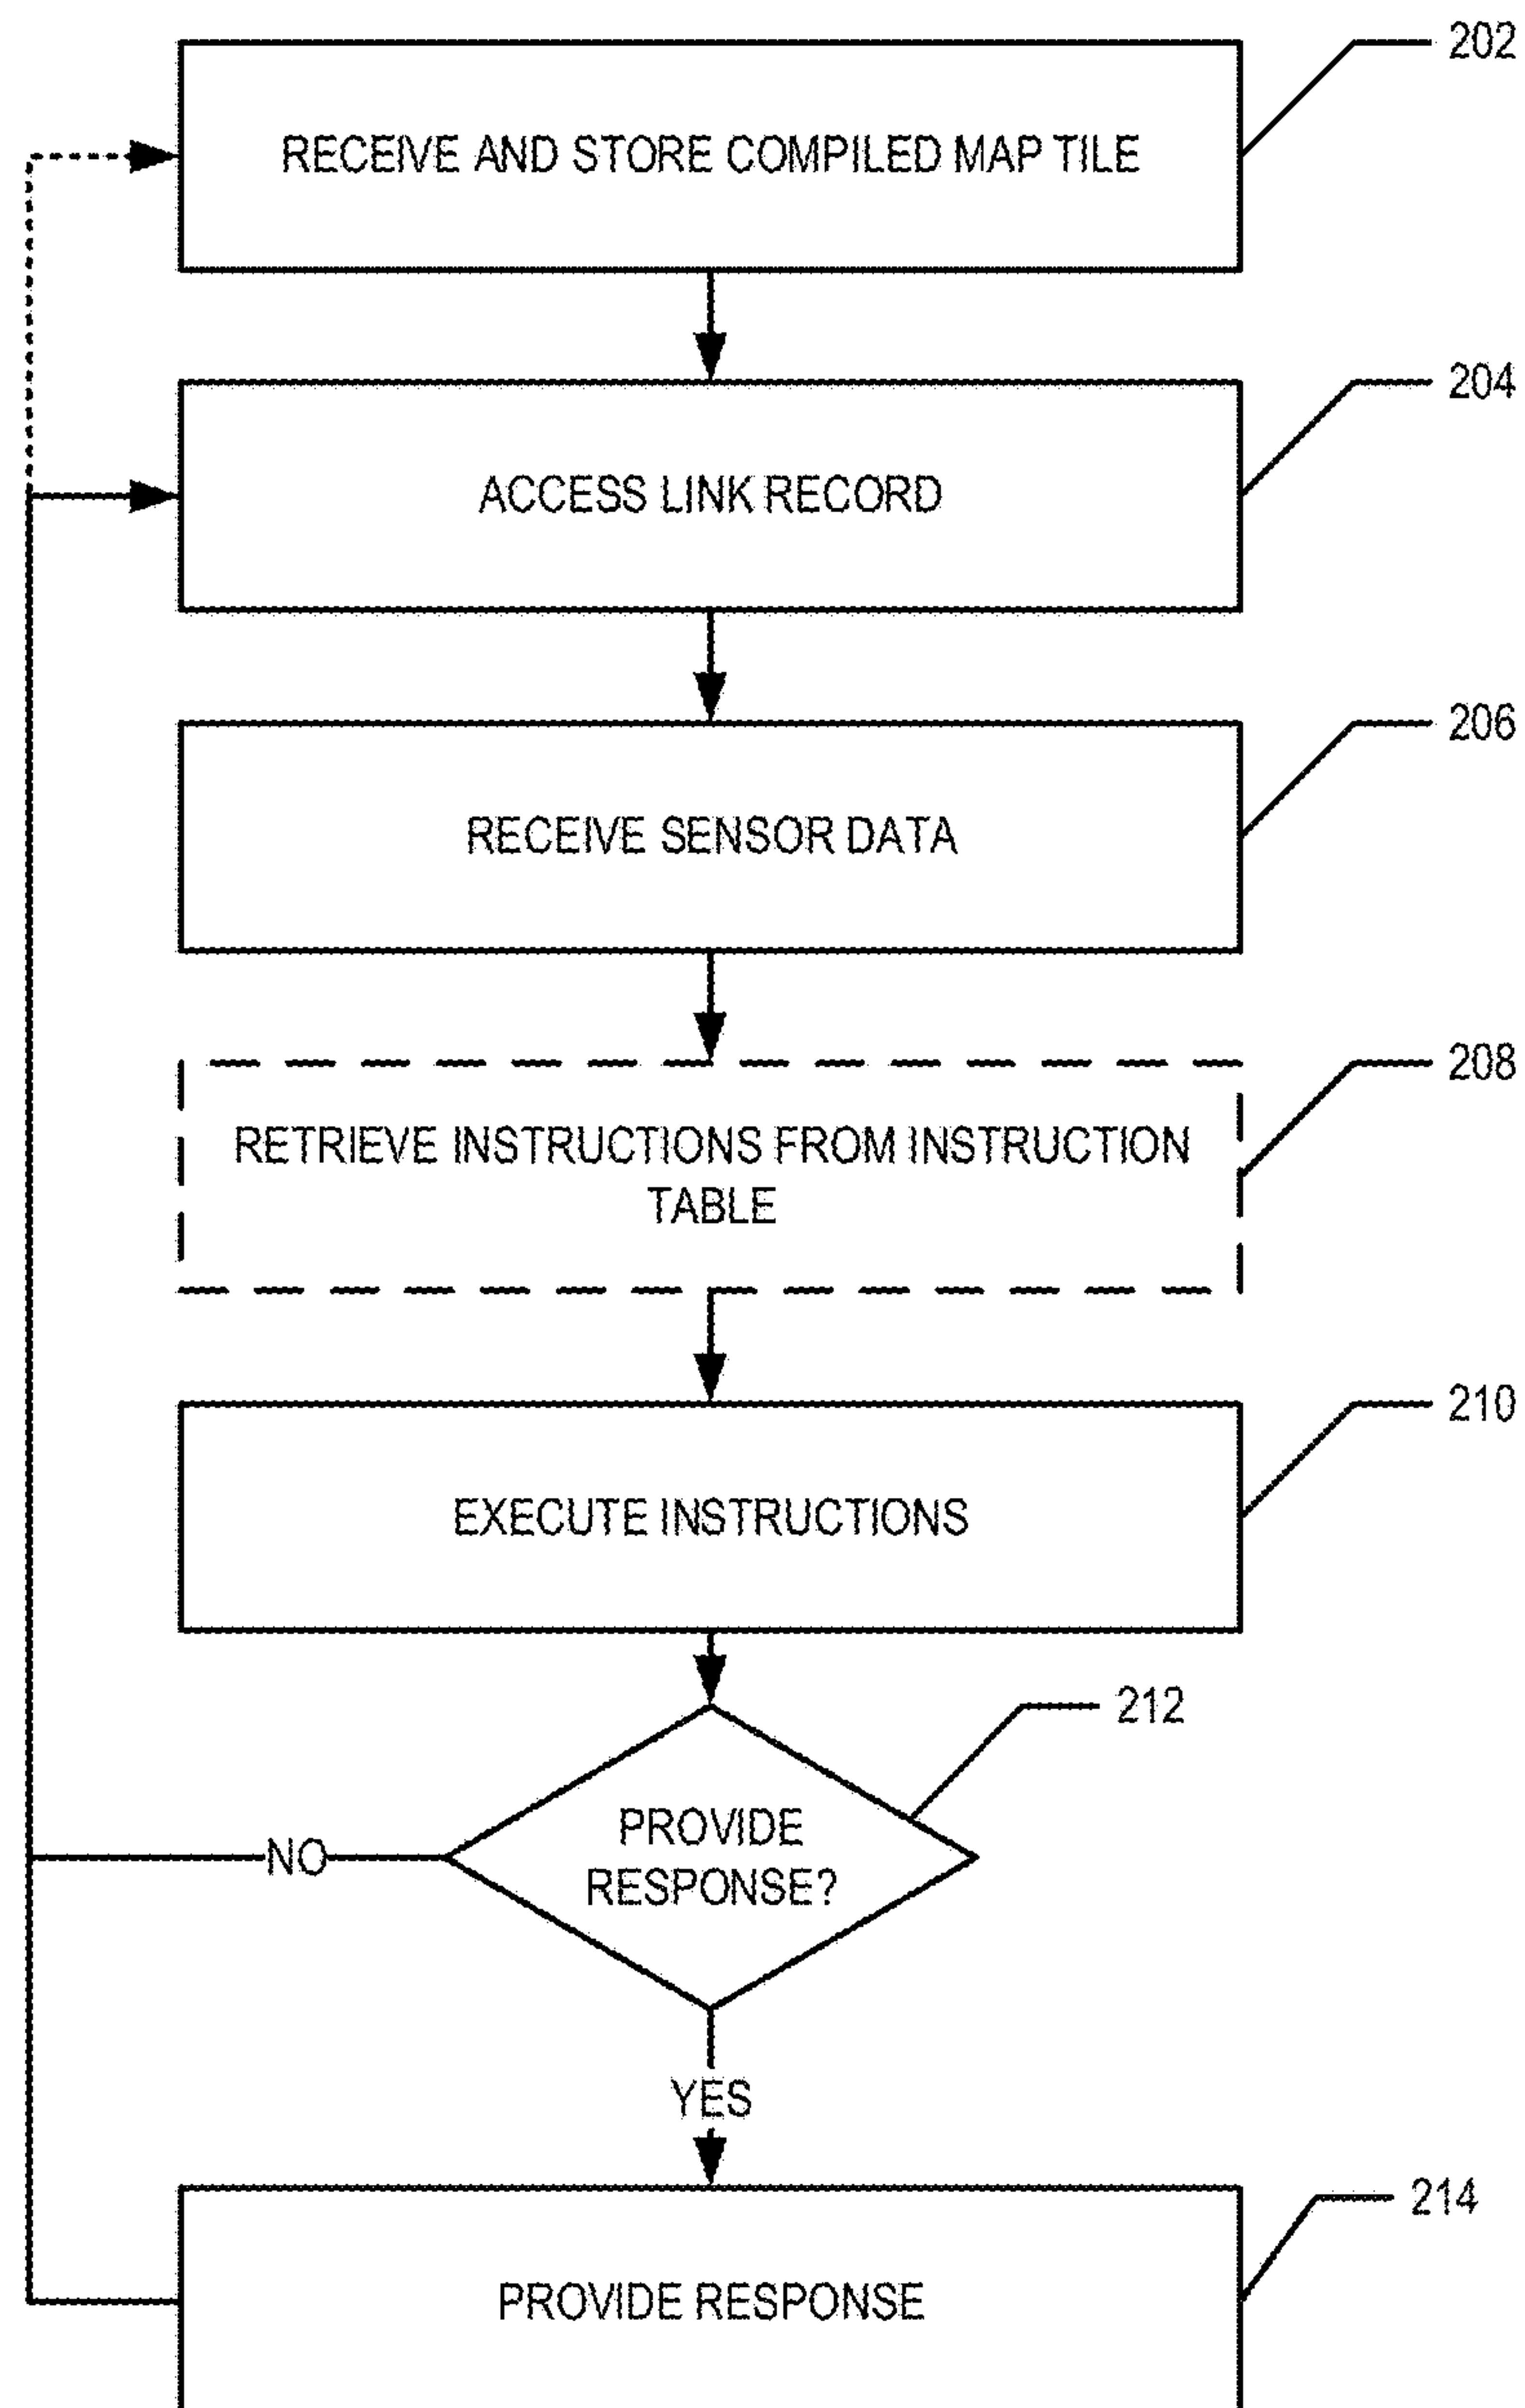 202
RECEIVE AND STORE COMPILED MAP TILE
204
ACCESS LINK RECORD
206
RECEIVE SENSOR DATA
208
RETRIEVE INSTRUCTIONS FROM INSTRUCTION
TABLE
210
EXECUTE INSTRUCTIONS
212
PROVIDE
RESPONSE?
NO
YES
214
PROVIDE RESPONSE